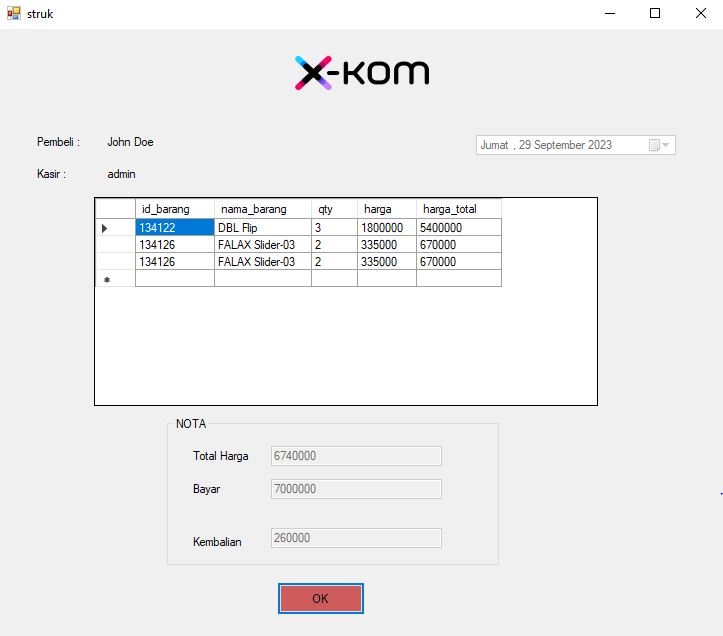 struk
x-kom
Pembeli : John Doe
Jumat , 29 September 2023
Kasir : admin
id_barang nama_barang qty harga harga_total
134122 DBL Flip 3 1800000 5400000
134126 FALAX Slider-03 2 335000 670000
134126 FALAX Slider-03 2 335000 670000
NOTA
Total Harga 6740000
Bayar 7000000
Kembalian 260000
OK